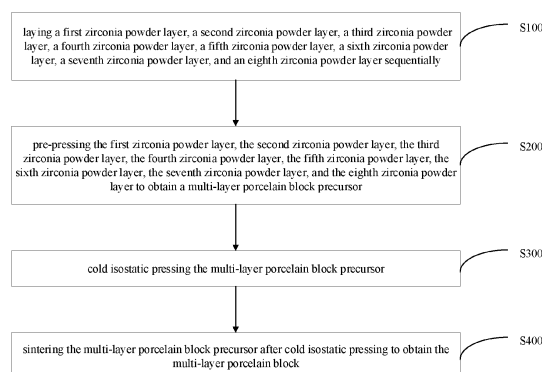 laying a first zirconia powder layer, a second zirconia powder layer, a third zirconia powder
layer, a fourth zirconia powder layer, a fifth zirconia powder layer, a sixth zirconia powder
layer, a seventh zirconia powder layer, and an eighth zirconia powder layer sequentially
S100
pre-pressing the first zirconia powder layer, the second zirconia powder layer, the third
zirconia powder layer, the fourth zirconia powder layer, the fifth zirconia powder layer, the
sixth zirconia powder layer, the seventh zirconia powder layer, and the eighth zirconia powder
layer to obtain a multi-layer porcelain block precursor
S200
cold isostatic pressing the multi-layer porcelain block precursor
S300
sintering the multi-layer porcelain block precursor after cold isostatic pressing to obtain the
multi-layer porcelain block
S400